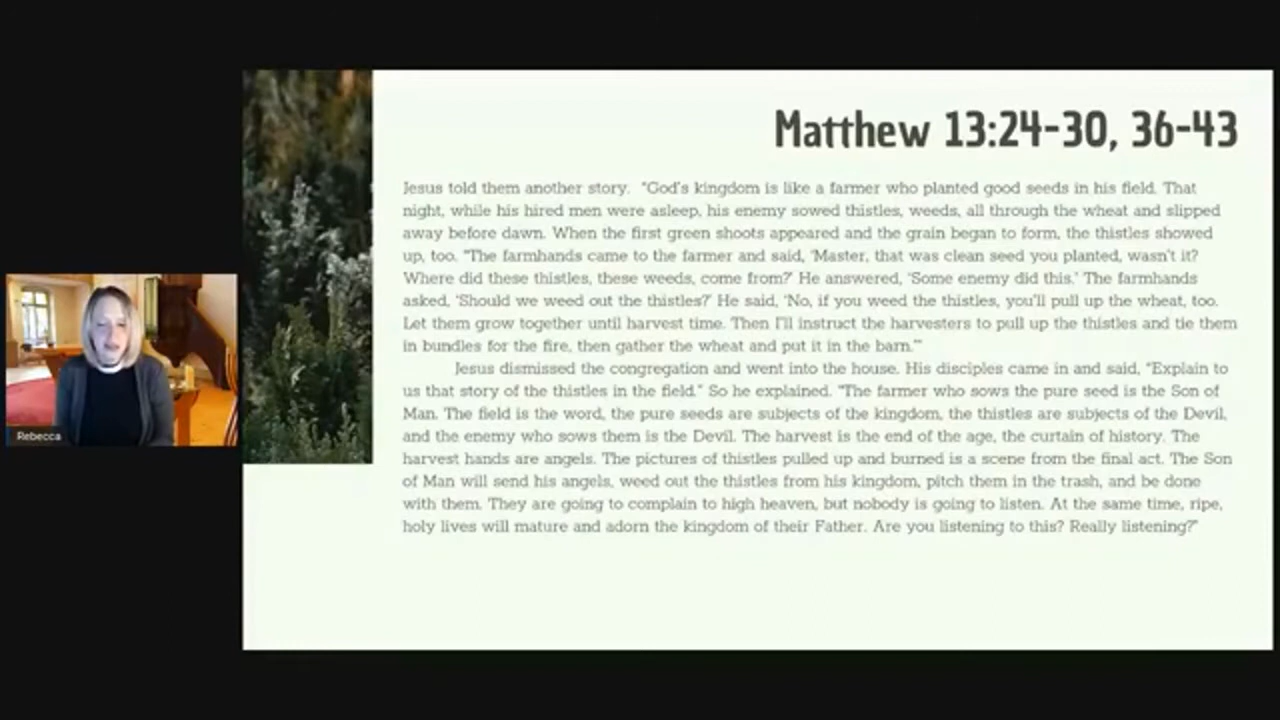 Matthew 13:24-30, 36-43
Jesus told them another story.  "God's kingdom is like a farmer who planted good seeds in his field. That
night, while his hired men were asleep, his enemy sowed thistles, weeds, all through the wheat and slipped
away before dawn. When the first green shoots appeared and the grain began to form, the thistles showed
up, too. "The farmhands came to the farmer and said, 'Master, that was clean seed you planted, wasn't it?
Where did these thistles, these weeds, come from?' He answered, 'Some enemy did this.' The farmhands
asked, 'Should we weed out the thistles?' He said, 'No, if you weed the thistles, you'll pull up the wheat, too.
Let them grow together until harvest time. Then I'll instruct the harvesters to pull up the thistles and tie them
in bundles for the fire, then gather the wheat and put it in the barn.'"
Jesus dismissed the congregation and went into the house. His disciples came in and said, "Explain to
us that story of the thistles in the field." So he explained. "The farmer who sows the pure seed is the Son of
Man. The field is the word, the pure seeds are subjects of the kingdom, the thistles are subjects of the Devil,
and the enemy who sows them is the Devil. The harvest is the end of the age, the curtain of history. The
harvest hands are angels. The pictures of thistles pulled up and burned is a scene from the final act. The Son
of Man will send his angels, weed out the thistles from his kingdom, pitch them in the trash, and be done
with them. They are going to complain to high heaven, but nobody is going to listen. At the same time, ripe,
holy lives will mature and adorn the kingdom of their Father. Are you listening to this? Really listening?"
Rebecca